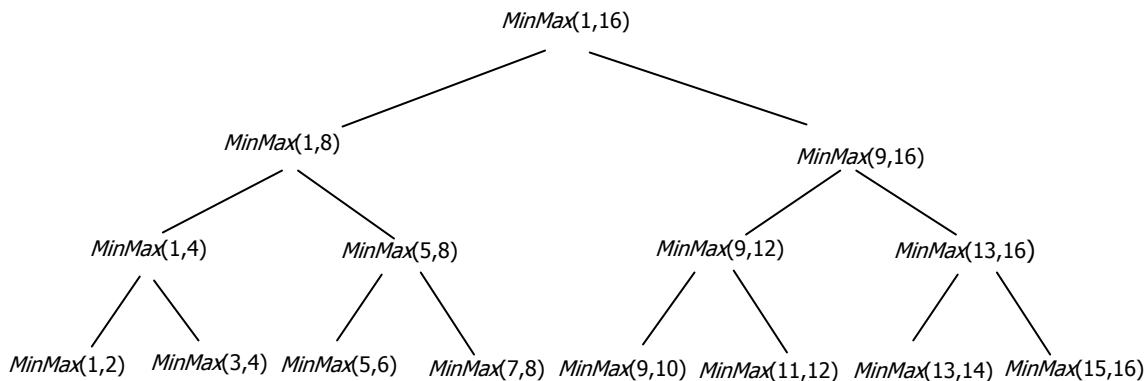 MinMax(1,16)
MinMax(1,8)
MinMax(9,16)
MinMax(1,4)
MinMax(5,8)
MinMax(9,12)
MinMax(13,16)
MinMax(1,2)
MinMax(3,4)
MinMax(5,6)
MinMax(7,8)
MinMax(9,10)
MinMax(11,12)
MinMax(13,14)
MinMax(15,16)